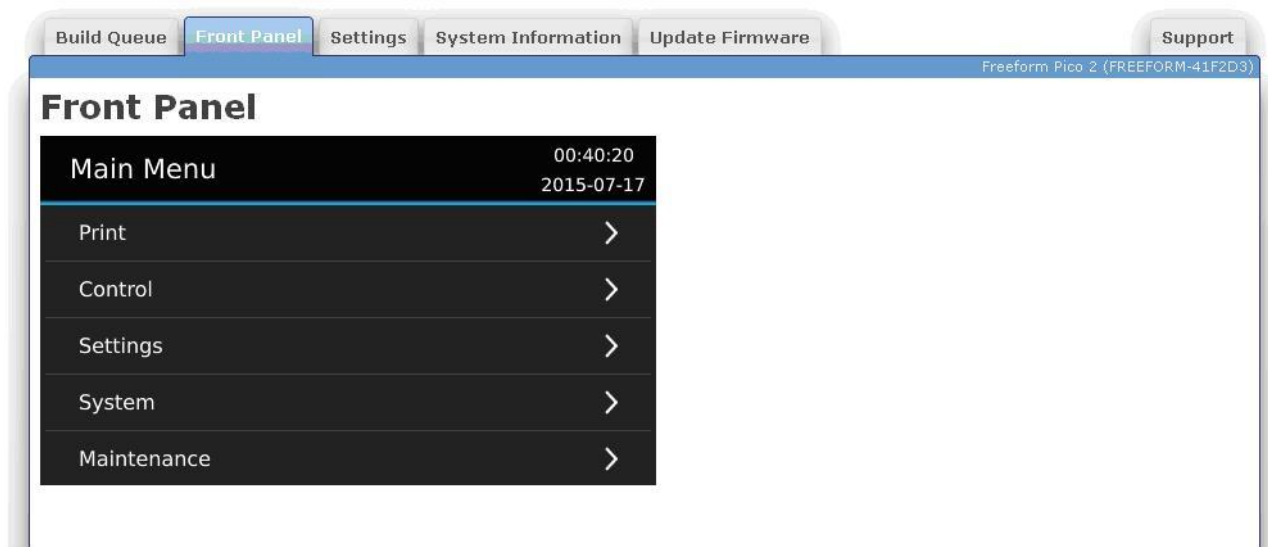 Build Queue Front Panel Settings System Information Update Firmware Support
Freeform Pico 2 (FREEFORM-41F2D3)
Front Panel
Main Menu 00:40:20
2015-07-17
Print
Control
Settings
System
Maintenance